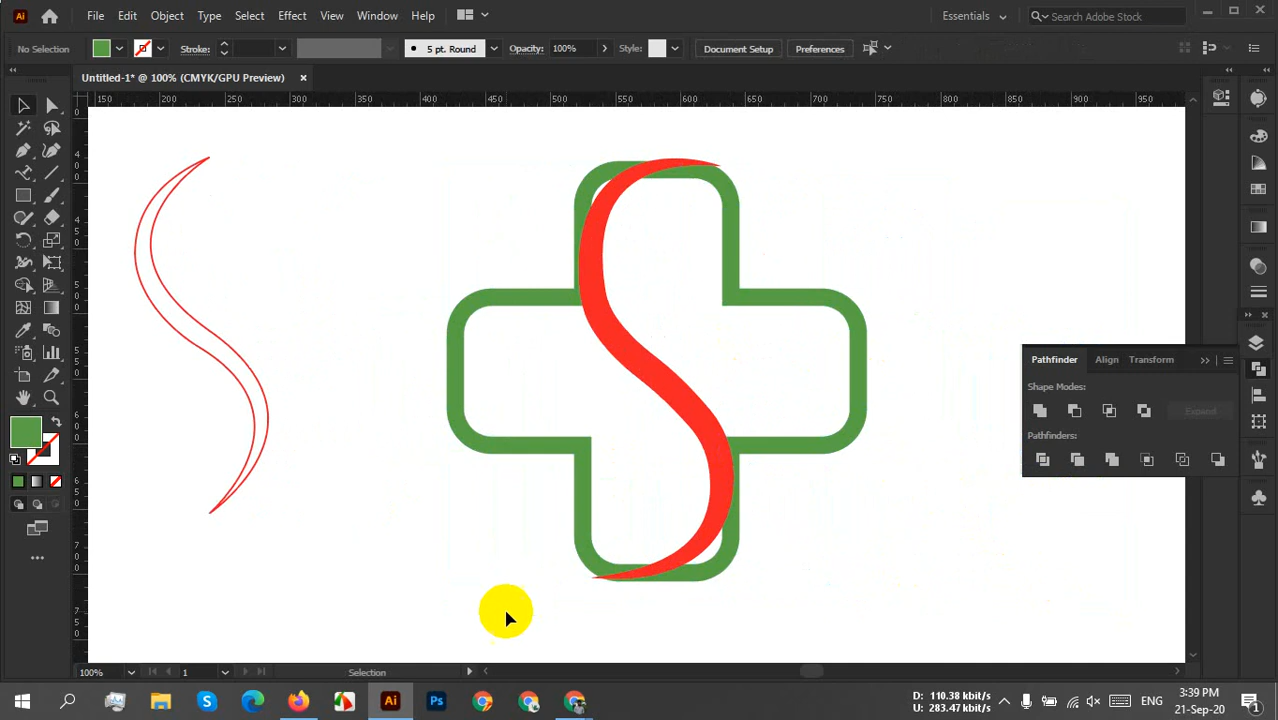 Ai File Edit Object Type Select Effect View Window Help Essentials Search Adobe Stock
No Selection Stroke: 5 pt. Round Opacity: 100% Style: Document Setup Preferences
Untitled-1* @ 100% (CMYK/GPU Preview)
150 200 250 300 350 400 450 500 550 600 650 700 750 800 850 900 950
Pathfinder Align Transform
Shape Modes:
Expand
Pathfinders:
100% 1 Selection
Ai Ps D: 110.38 kbit/s ENG 3:39 PM
U: 283.47 kbit/s 21-Sep-20